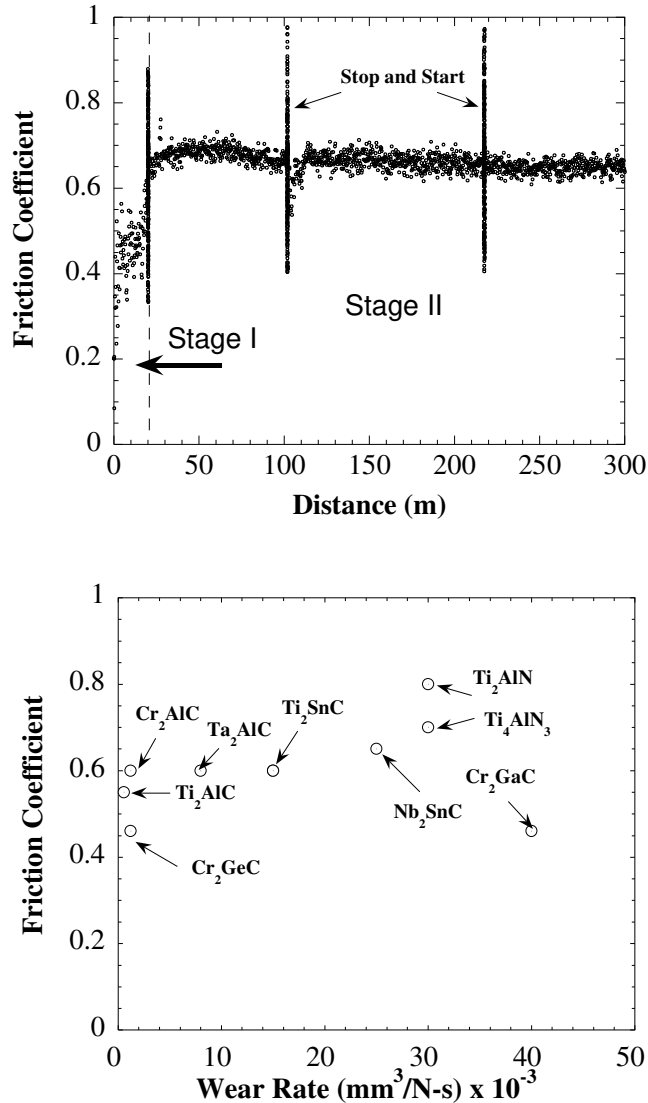 1
0.8
0.6
0.4
0.2
0
Friction Coefficient
Stop and Start
Stage I
Stage II
0 50 100 150 200 250 300
Distance (m)
1
0.8
0.6
0.4
0.2
0
Friction Coefficient
Ti₂AlN
Cr₂AlC
Ta₂AlC
Ti₂SnC
Ti₄AlN₃
Cr₂GaC
Ti₂AlC
Nb₂SnC
Cr₂GeC
0 10 20 30 40 50
Wear Rate (mm³/N-s) x 10⁻³